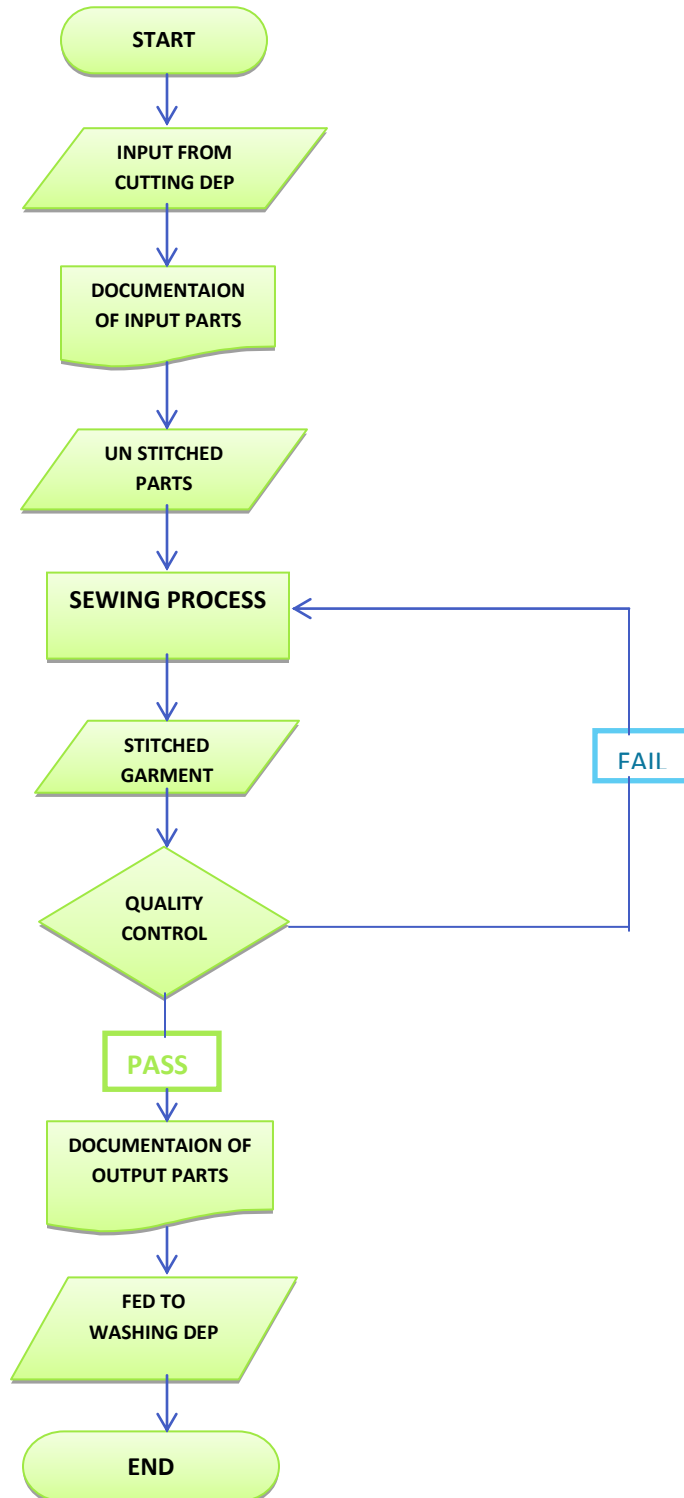 START
INPUT FROM
CUTTING DEP
DOCUMENTAION
OF INPUT PARTS
UN STITCHED
PARTS
SEWING PROCESS
STITCHED
GARMENT
FAIL
QUALITY
CONTROL
PASS
DOCUMENTAION OF
OUTPUT PARTS
FED TO
WASHING DEP
END